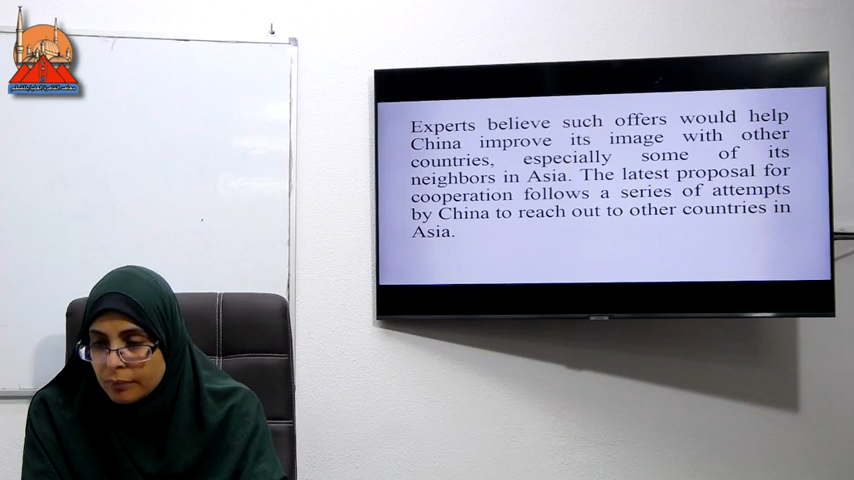 Experts believe such offers would help
China improve its image with other
countries, especially some of its
neighbors in Asia. The latest proposal for
cooperation follows a series of attempts
by China to reach out to other countries in
Asia.